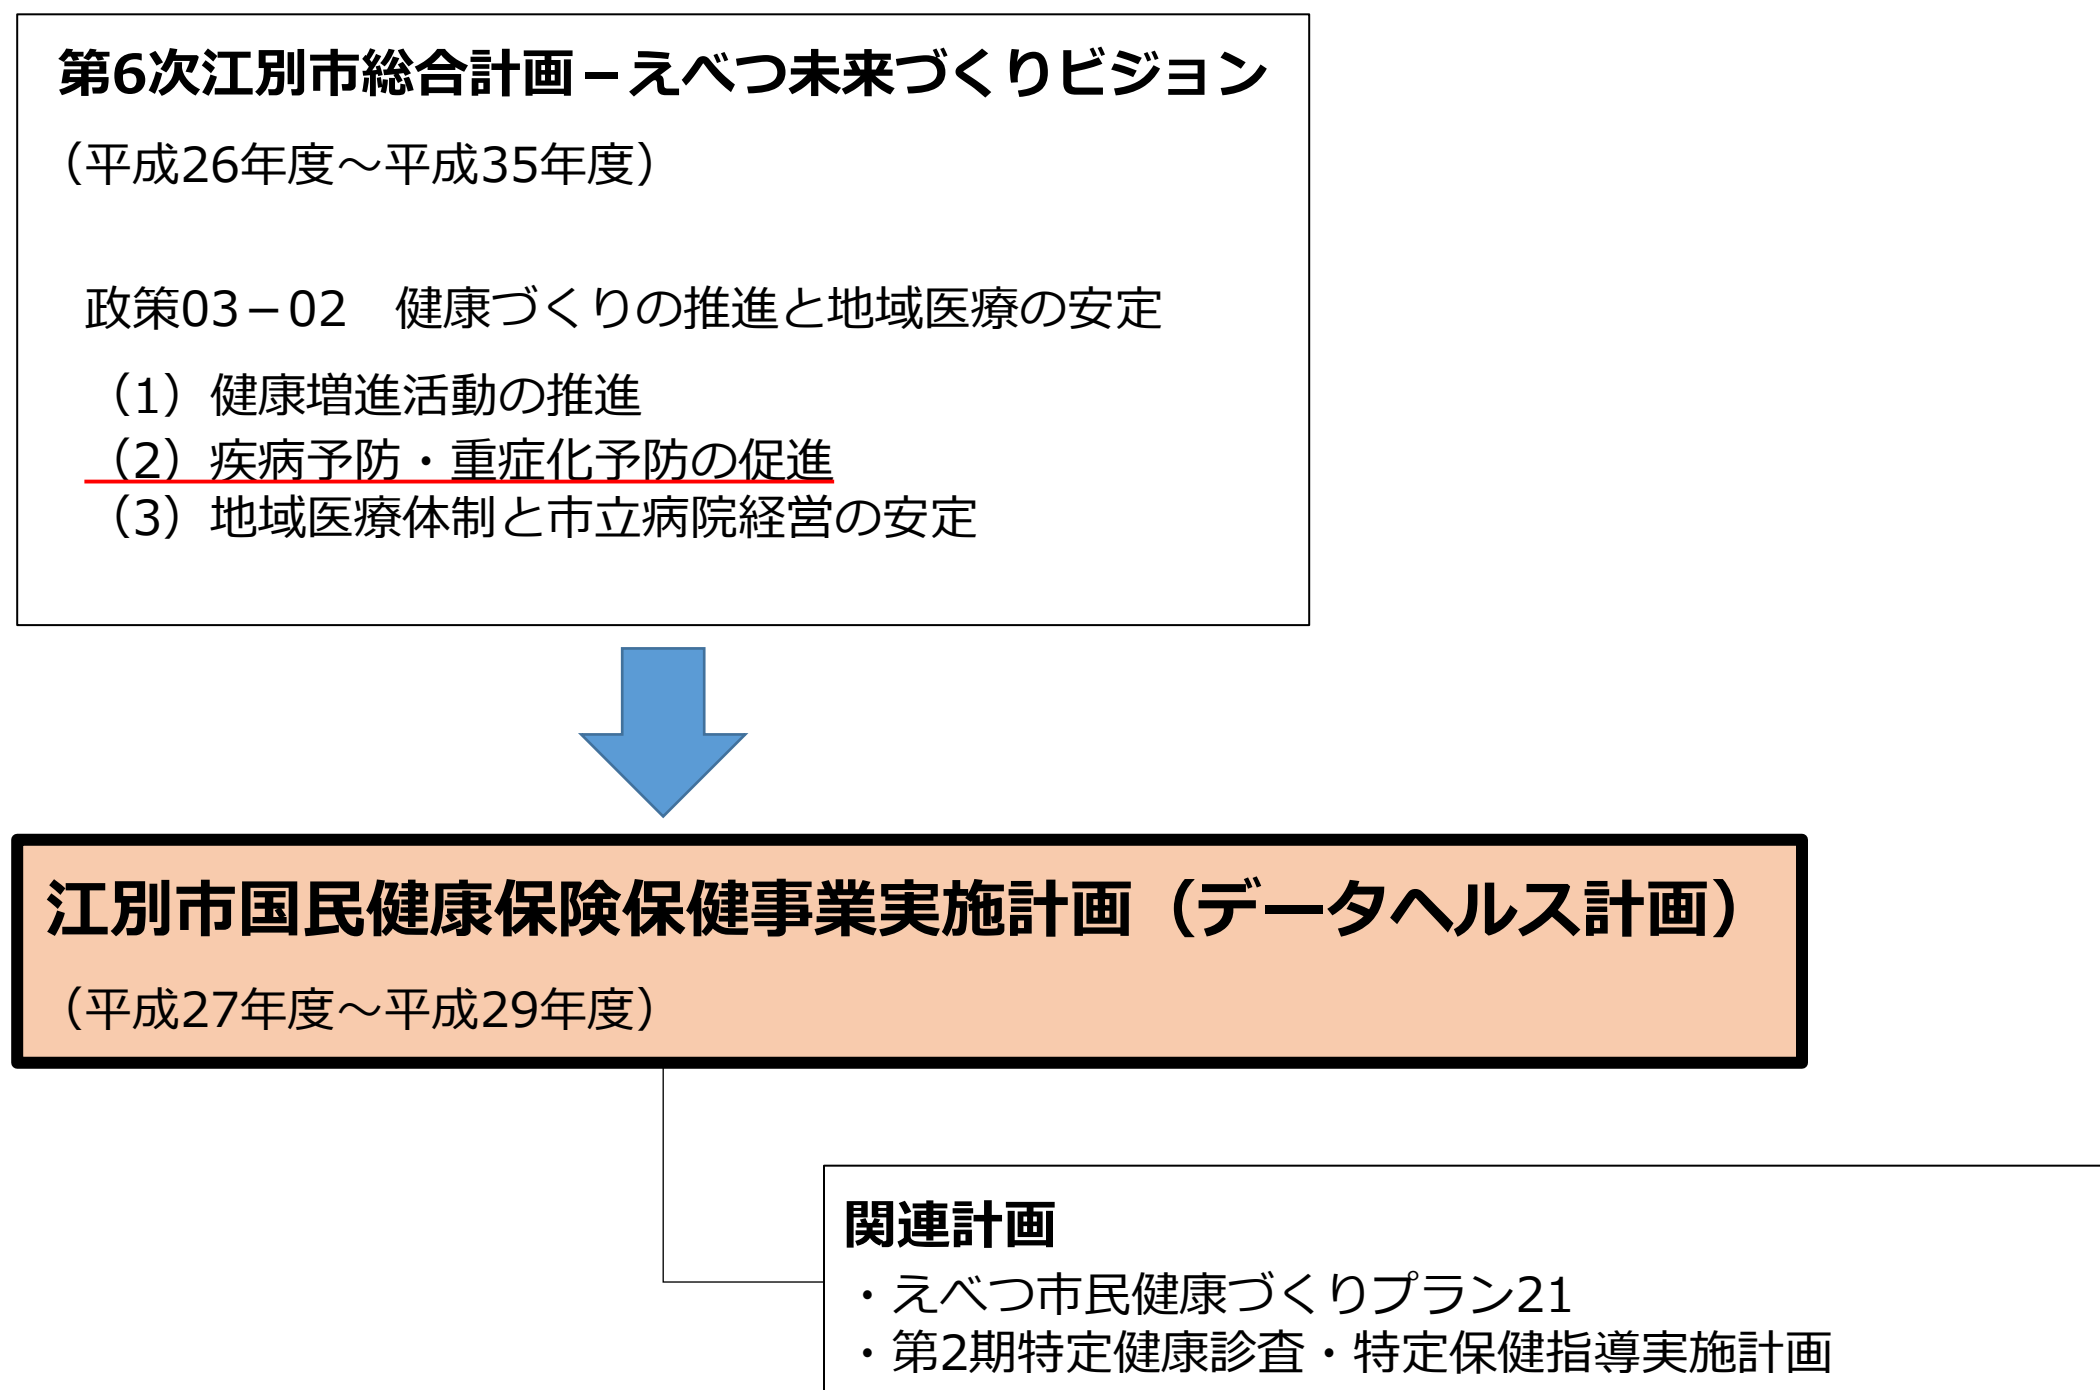 第6次江別市総合計画－えべつ未来づくりビジョン
（平成26年度～平成35年度）
政策03－02　健康づくりの推進と地域医療の安定
（1）健康増進活動の推進
（2）疾病予防・重症化予防の促進
（3）地域医療体制と市立病院経営の安定
江別市国民健康保険保健事業実施計画（データヘルス計画）
（平成27年度～平成29年度）
関連計画
・えべつ市民健康づくりプラン21
・第2期特定健康診査・特定保健指導実施計画